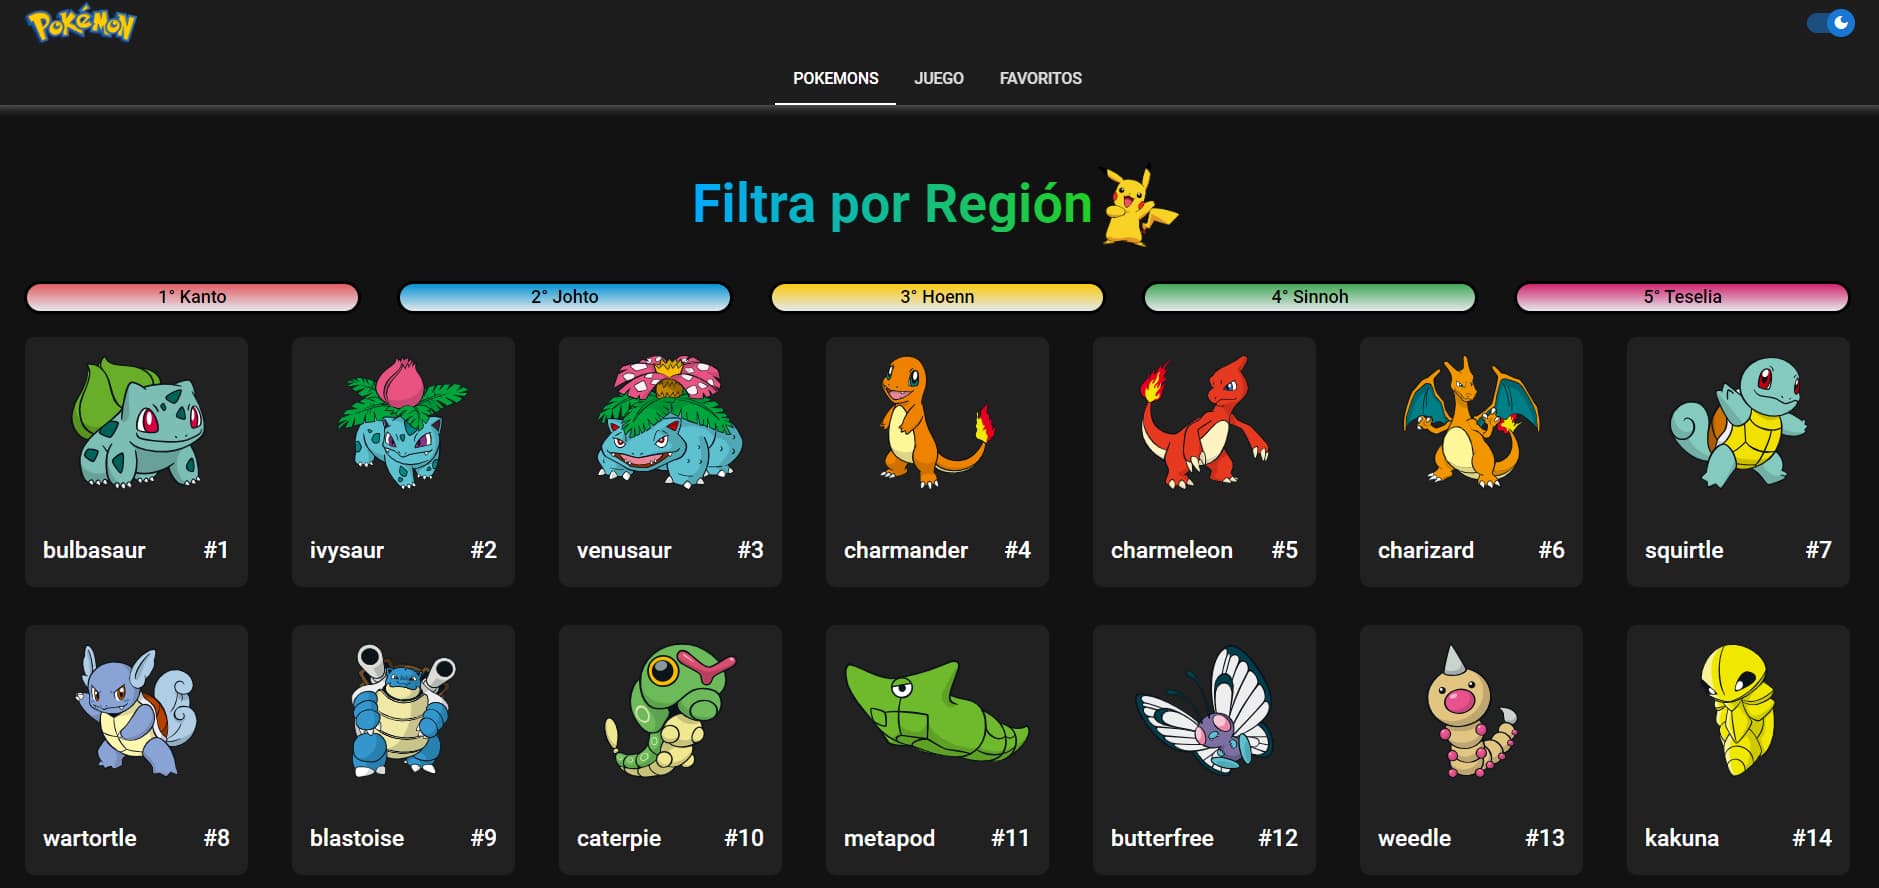 POKéMON
POKEMONS JUEGO FAVORITOS
Filtra por Región
1° Kanto 2° Johto 3° Hoenn 4° Sinnoh 5° Teselia
bulbasaur #1 ivysaur #2 venusaur #3 charmander #4 charmeleon #5 charizard #6 squirtle #7
wartortle #8 blastoise #9 caterpie #10 metapod #11 butterfree #12 weedle #13 kakuna #14